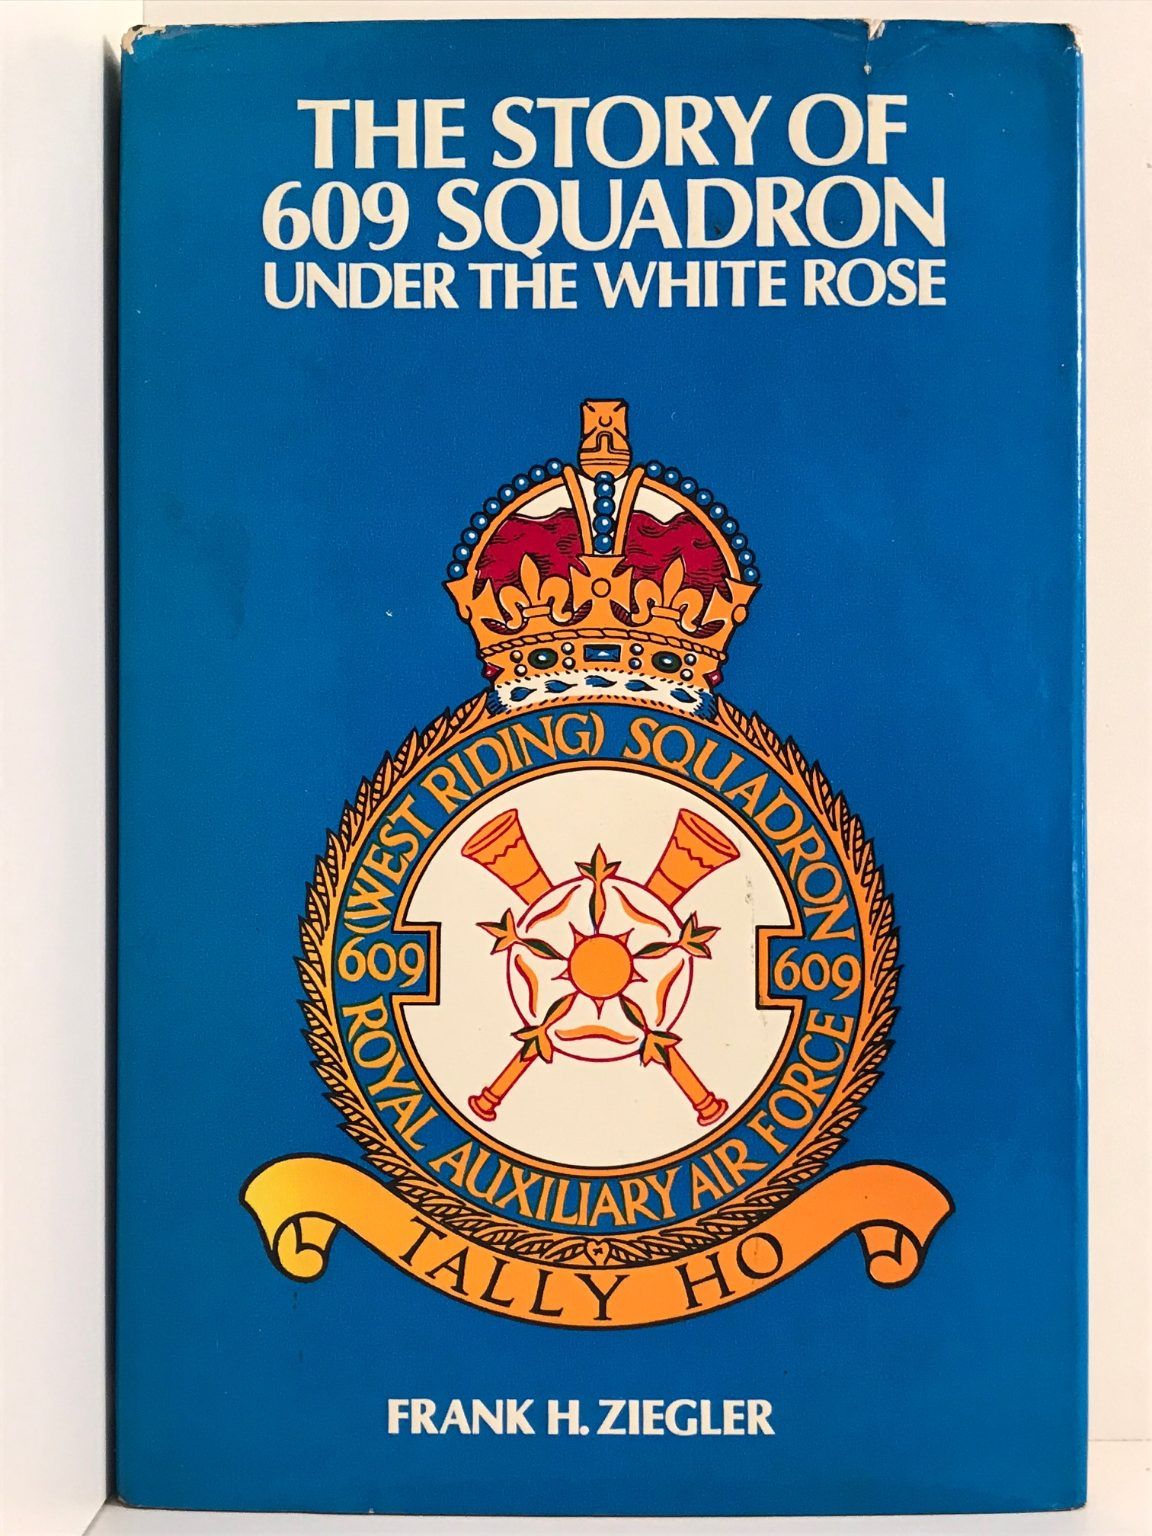 THE STORY OF
609 SQUADRON
UNDER THE WHITE ROSE
(WEST RIDING) SQUADRON
609
609
ROYAL AUXILIARY AIR FORCE
TALLY HO
FRANK H. ZIEGLER